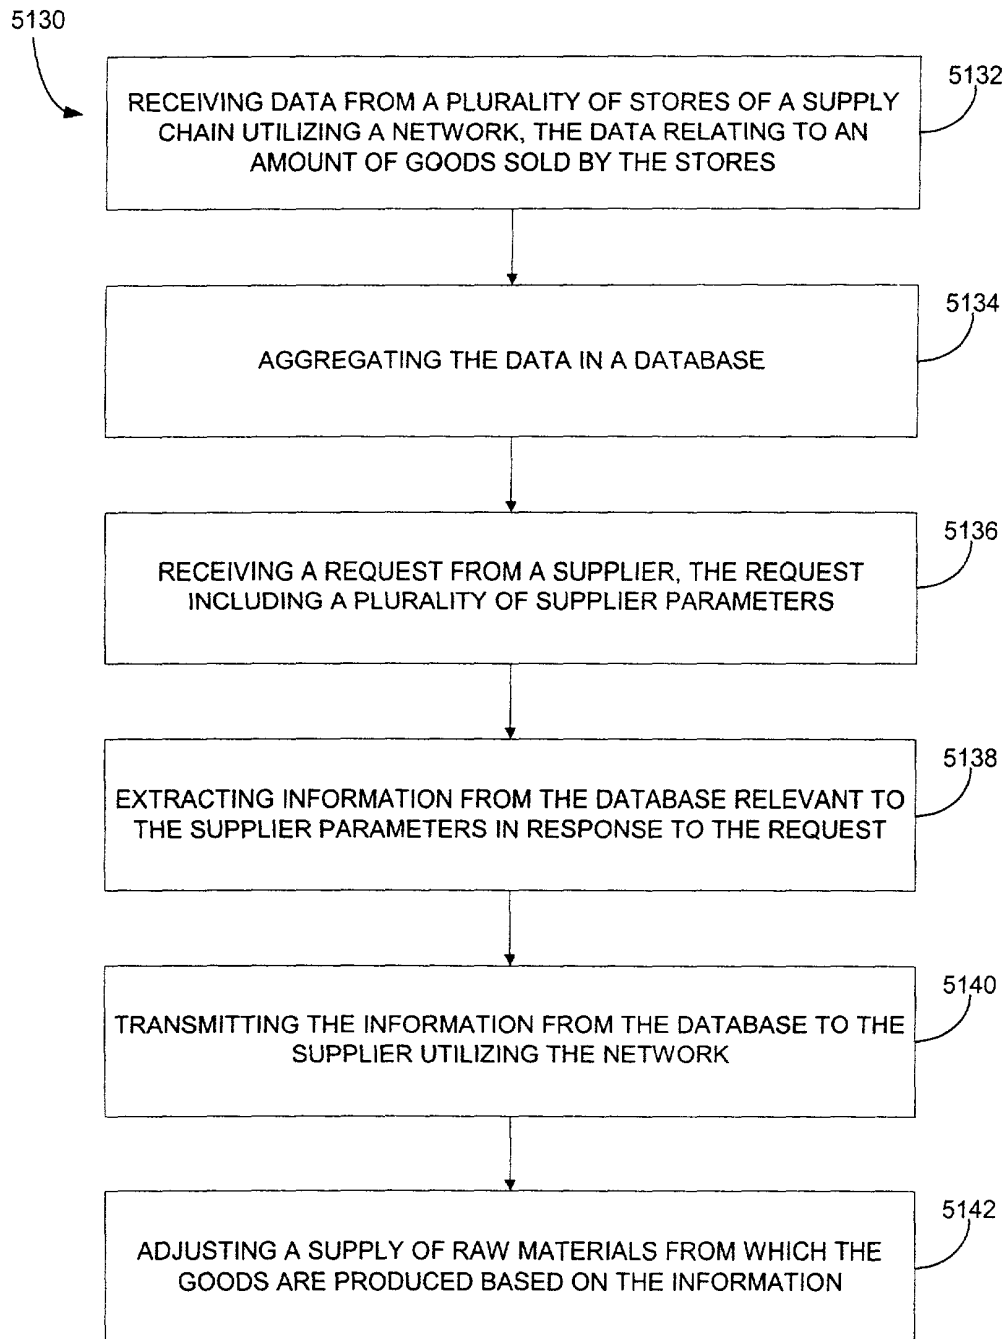 5130
5132
RECEIVING DATA FROM A PLURALITY OF STORES OF A SUPPLY
CHAIN UTILIZING A NETWORK, THE DATA RELATING TO AN
AMOUNT OF GOODS SOLD BY THE STORES
5134
AGGREGATING THE DATA IN A DATABASE
5136
RECEIVING A REQUEST FROM A SUPPLIER, THE REQUEST
INCLUDING A PLURALITY OF SUPPLIER PARAMETERS
5138
EXTRACTING INFORMATION FROM THE DATABASE RELEVANT TO
THE SUPPLIER PARAMETERS IN RESPONSE TO THE REQUEST
5140
TRANSMITTING THE INFORMATION FROM THE DATABASE TO THE
SUPPLIER UTILIZING THE NETWORK
5142
ADJUSTING A SUPPLY OF RAW MATERIALS FROM WHICH THE
GOODS ARE PRODUCED BASED ON THE INFORMATION